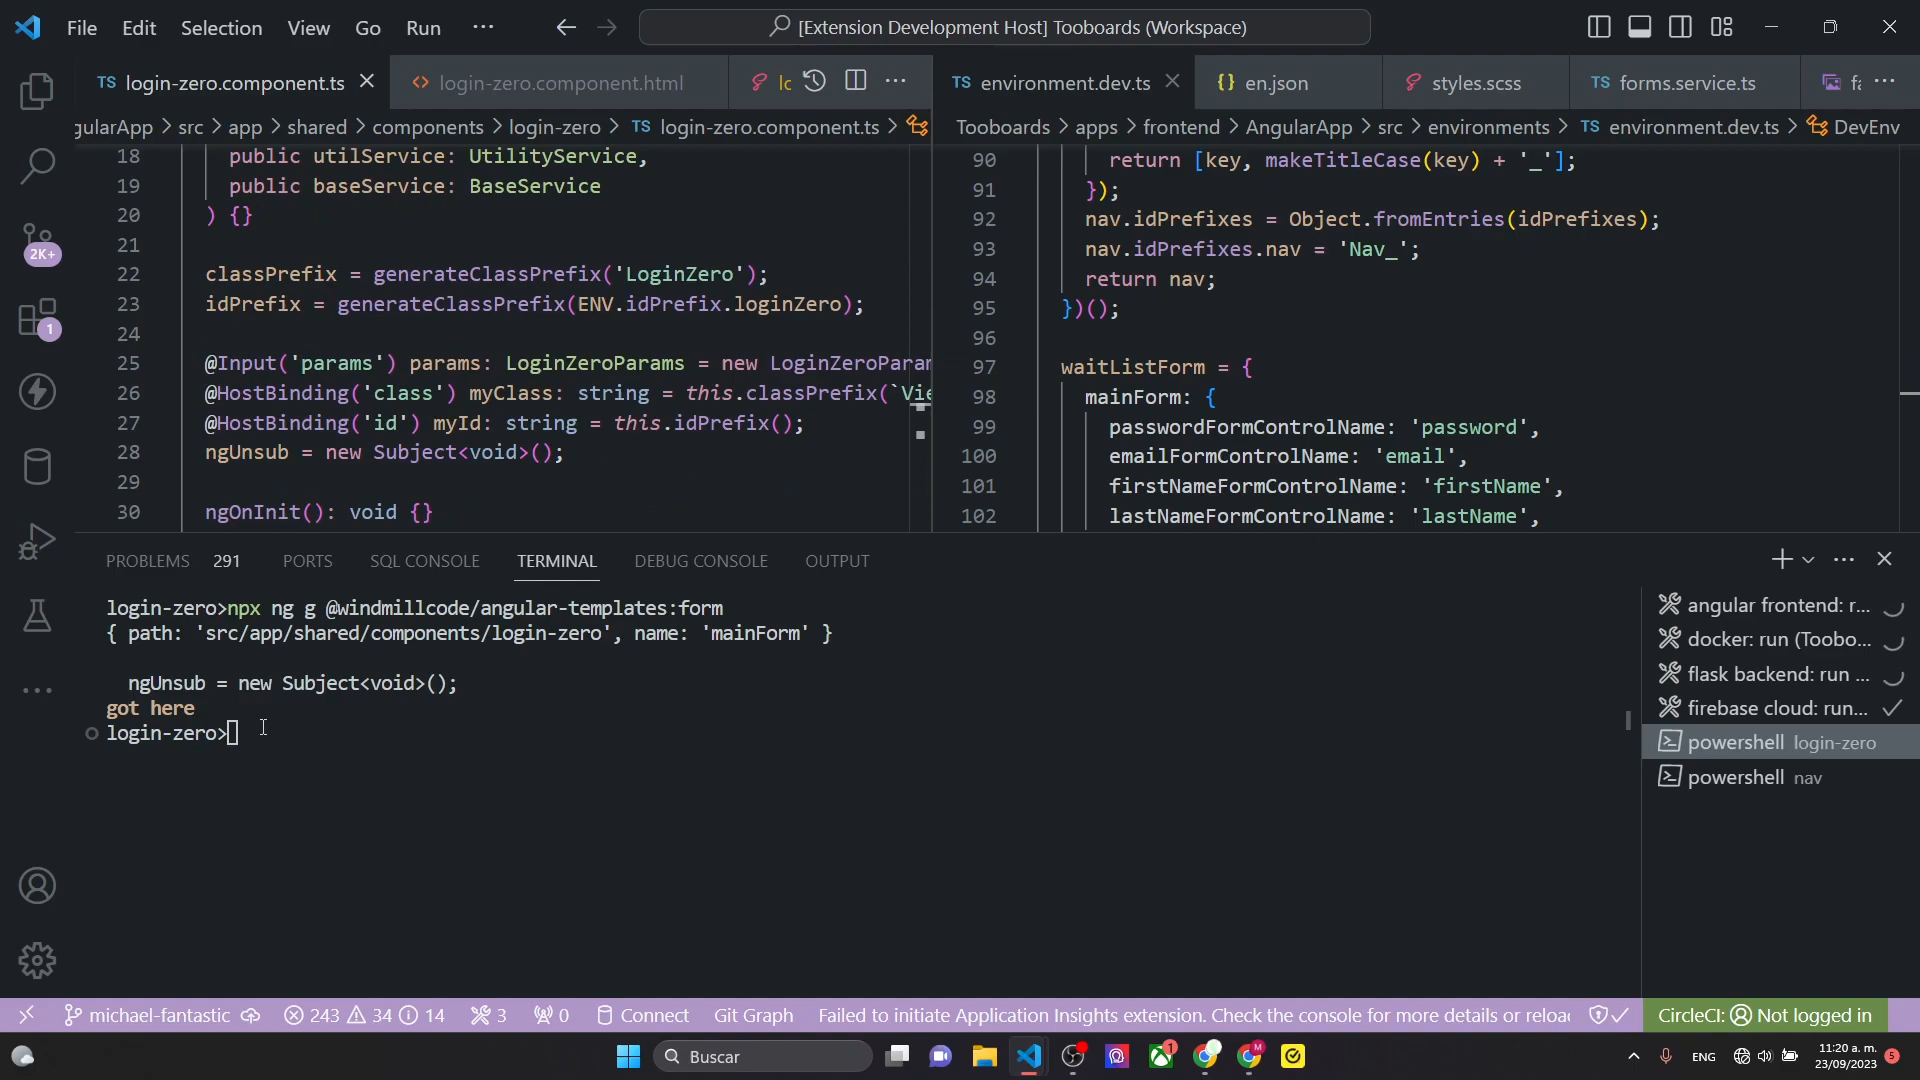 File Edit Selection View Go Run ··· [Extension Development Host] Tooboards (Workspace)
TS login-zero.component.ts
login-zero.component.html
lc
TS environment.dev.ts
{} en.json
styles.scss
TS forms.service.ts
fa
gularApp > src > app > shared > components > login-zero > TS login-zero.component.ts >
Tooboards > apps > frontend > AngularApp > src > environments > TS environment.dev.ts > DevEnv
18 public utilService: UtilityService,
19 public baseService: BaseService
20 ) {}
21
22 classPrefix = generateClassPrefix('LoginZero');
23 idPrefix = generateClassPrefix(ENV.idPrefix.loginZero);
24
25 @Input('params') params: LoginZeroParams = new LoginZeroParam
26 @HostBinding('class') myClass: string = this.classPrefix(`Vie
27 @HostBinding('id') myId: string = this.idPrefix();
28 ngUnsub = new Subject<void>();
29
30 ngOnInit(): void {}
90 return [key, makeTitleCase(key) + '_'];
91 });
92 nav.idPrefixes = Object.fromEntries(idPrefixes);
93 nav.idPrefixes.nav = 'Nav_';
94 return nav;
95 })();
96
97 waitListForm = {
98 mainForm: {
99 passwordFormControlName: 'password',
100 emailFormControlName: 'email',
101 firstNameFormControlName: 'firstName',
102 lastNameFormControlName: 'lastName',
2K+
1
PROBLEMS 291 PORTS SQL CONSOLE TERMINAL DEBUG CONSOLE OUTPUT
login-zero>npx ng g @windmillcode/angular-templates:form
{ path: 'src/app/shared/components/login-zero', name: 'mainForm' }
ngUnsub = new Subject<void>();
got here
login-zero>
angular frontend: r...
docker: run (Toobo...
flask backend: run ...
firebase cloud: run...
powershell login-zero
powershell nav
michael-fantastic 243 34 14 3 0 Connect Git Graph Failed to initiate Application Insights extension. Check the console for more details or reloa CircleCI: Not logged in
Buscar
1
M
ENG
11:20 a. m.
23/09/2023
5